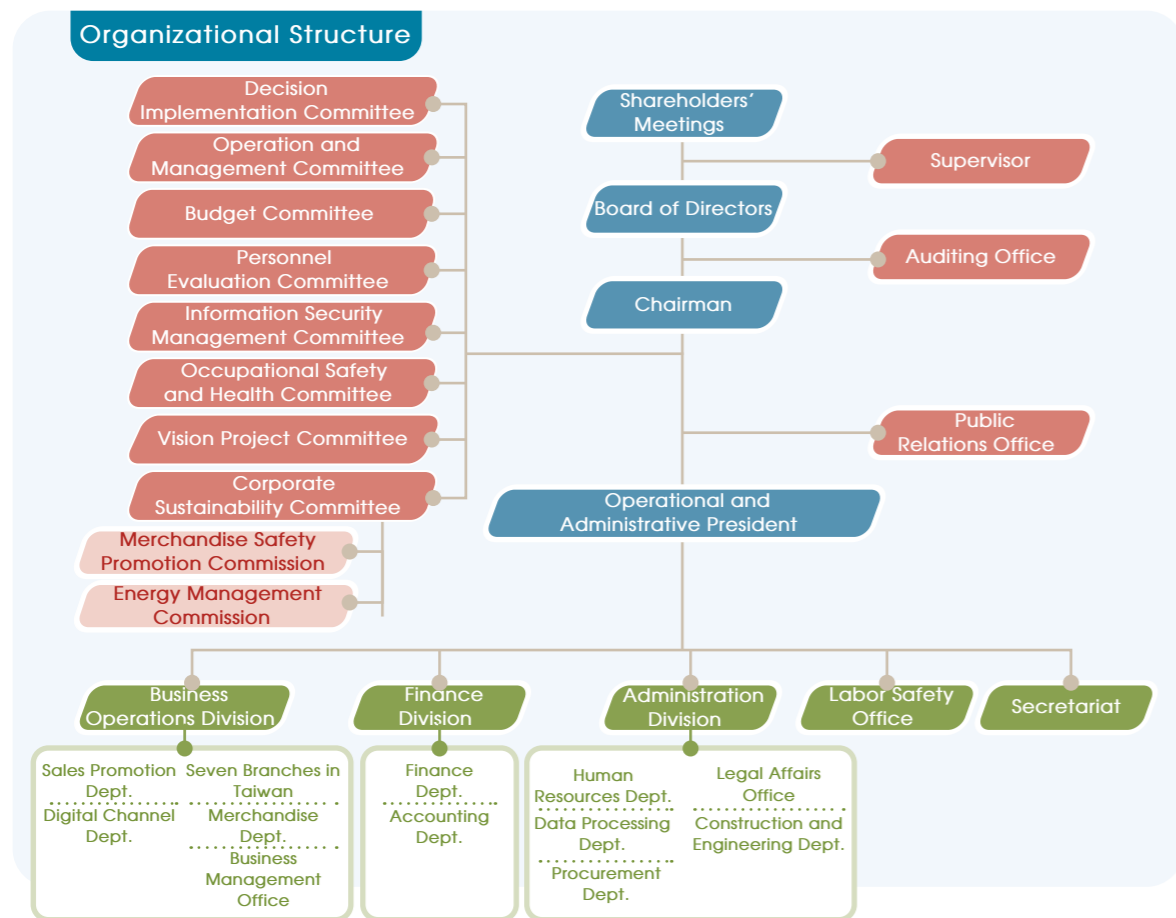 Organizational Structure
Decision
Implementation Committee
Operation and
Management Committee
Budget Committee
Personnel
Evaluation Committee
Information Security
Management Committee
Occupational Safety
and Health Committee
Vision Project Committee
Corporate
Sustainability Committee
Merchandise Safety
Promotion Commission
Energy Management
Commission
Shareholders’
Meetings
Supervisor
Board of Directors
Auditing Office
Chairman
Public
Relations Office
Operational and
Administrative President
Business
Operations Division
Sales Promotion
Dept.
Digital Channel
Dept.
Seven Branches in
Taiwan
Merchandise
Dept.
Business
Management
Office
Finance
Division
Finance
Dept.
Accounting
Dept.
Administration
Division
Human
Resources Dept.
Data Processing
Dept.
Procurement
Dept.
Legal Affairs
Office
Construction and
Engineering Dept.
Labor Safety
Office
Secretariat